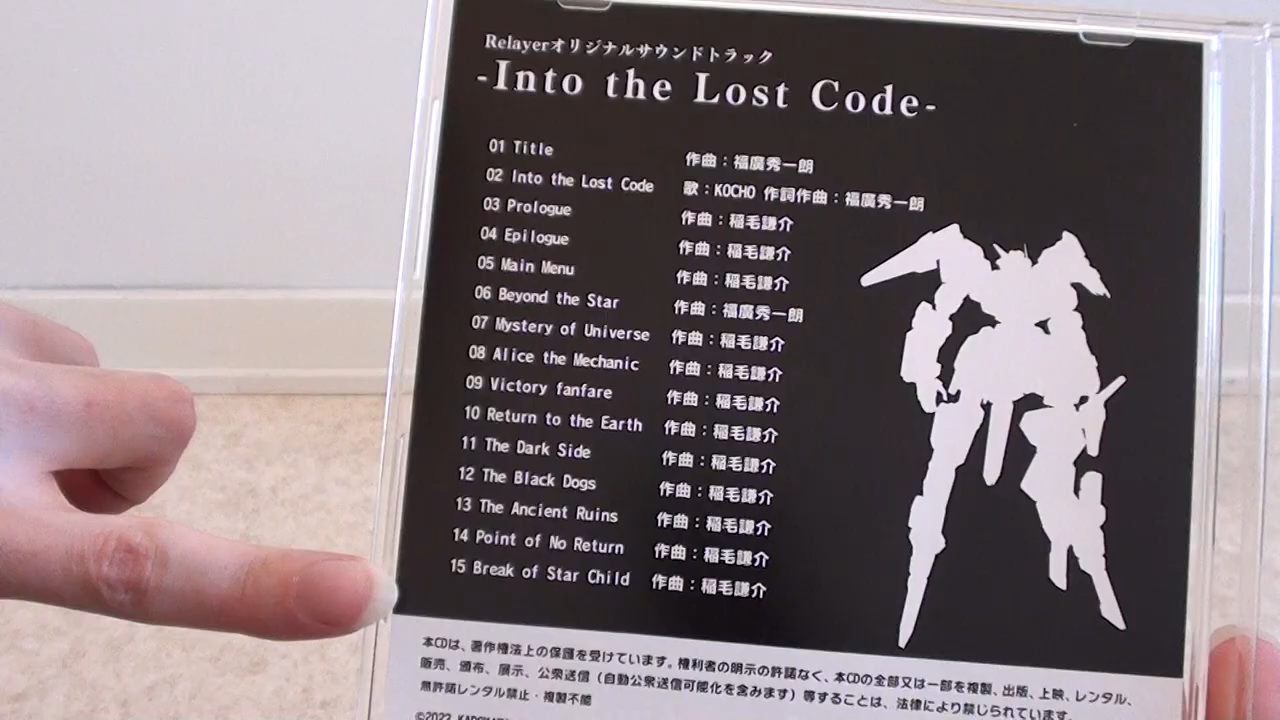 Relayerオリジナルサウンドトラック
-Into the Lost Code-
01 Title 作曲：福廣秀一朗
02 Into the Lost Code 歌：KOCHO 作詞作曲：福廣秀一朗
03 Prologue 作曲：稲毛謙介
04 Epilogue 作曲：稲毛謙介
05 Main Menu 作曲：稲毛謙介
06 Beyond the Star 作曲：福廣秀一朗
07 Mystery of Universe 作曲：稲毛謙介
08 Alice the Mechanic 作曲：稲毛謙介
09 Victory fanfare 作曲：稲毛謙介
10 Return to the Earth 作曲：稲毛謙介
11 The Dark Side 作曲：稲毛謙介
12 The Black Dogs 作曲：稲毛謙介
13 The Ancient Ruins 作曲：稲毛謙介
14 Point of No Return 作曲：稲毛謙介
15 Break of Star Child 作曲：稲毛謙介
本CDは、著作権法上の保護を受けています。権利者の明示の許諾なく、本CDの全部又は一部を複製、出版、上映、レンタル、
販売、頒布、展示、公衆送信（自動公衆送信可能化を含みます）等することは、法律により禁じられています。
無許諾レンタル禁止・複製不能
©2022